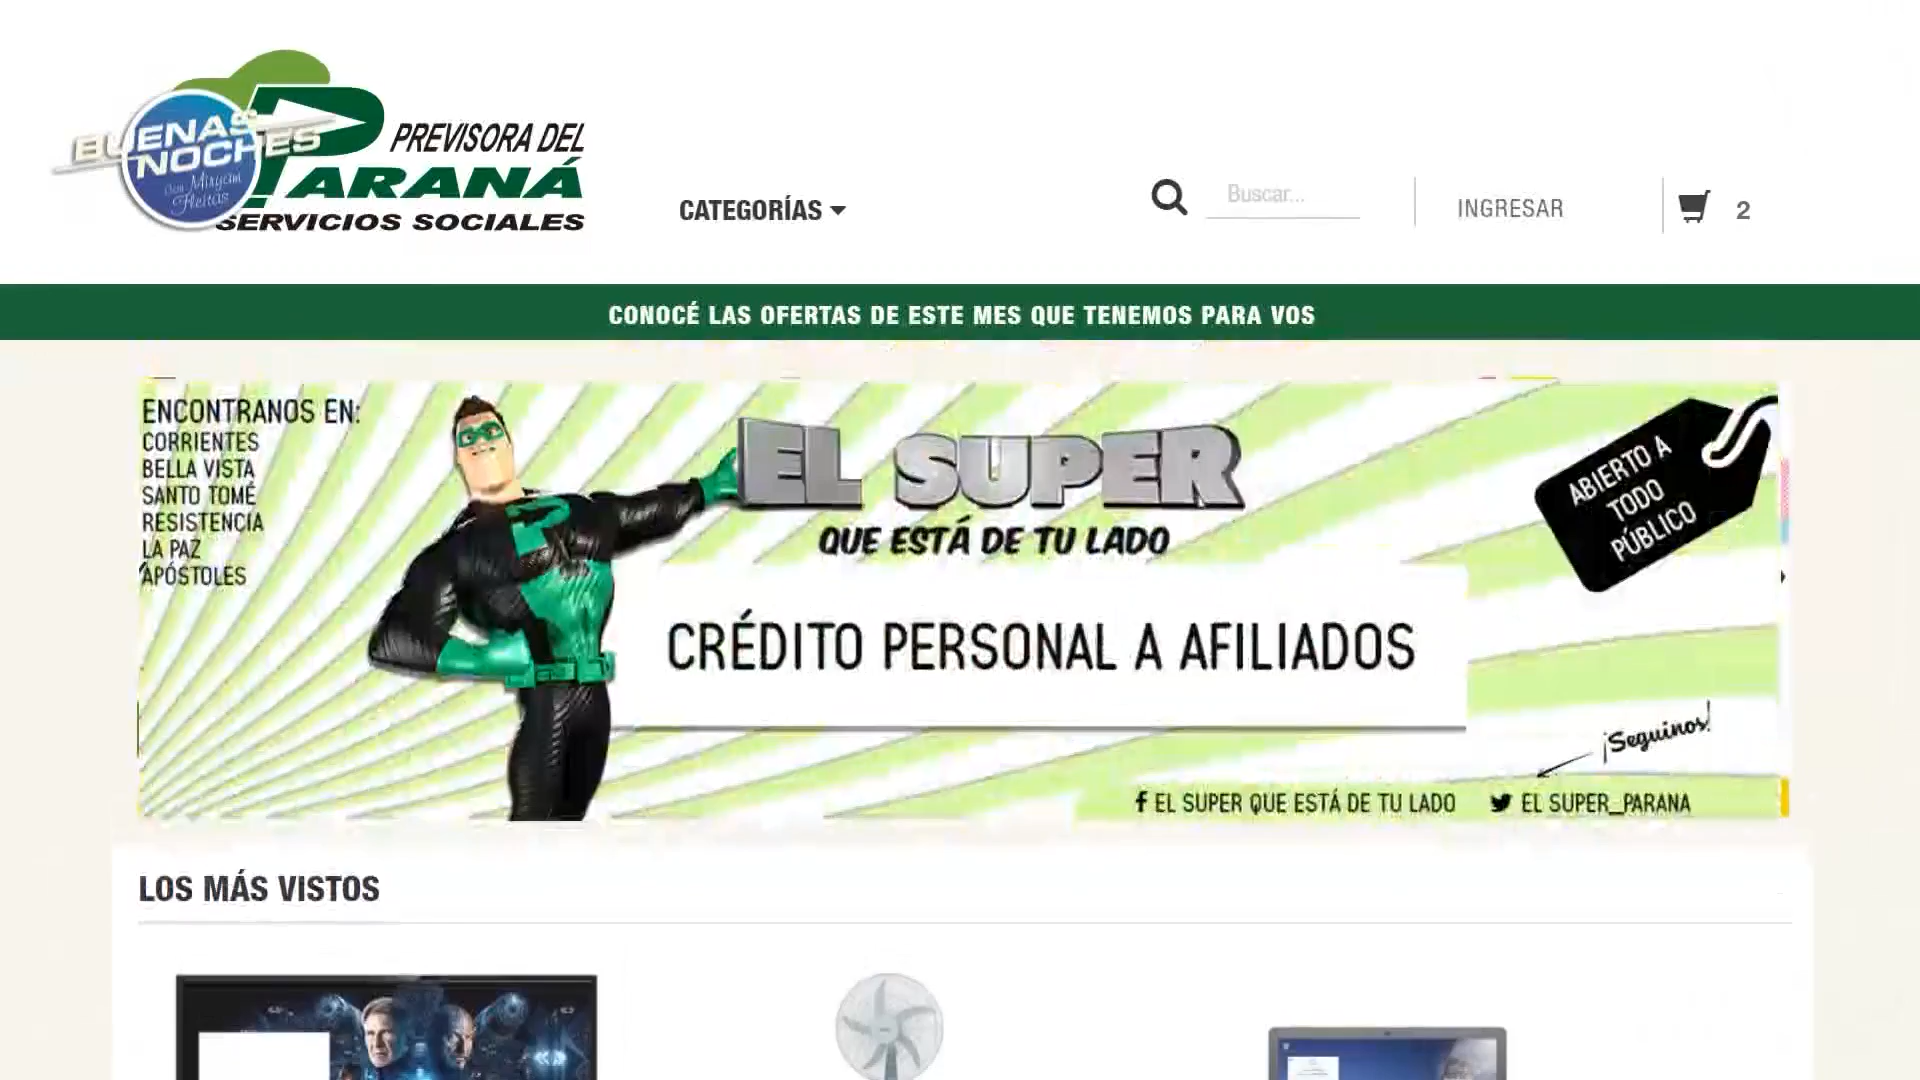 BUENAS
NOCHES
Con Miryam
Fleitas
PREVISORA DEL
PARANÁ
SERVICIOS SOCIALES
CATEGORÍAS
Buscar...
INGRESAR
2
CONOCÉ LAS OFERTAS DE ESTE MES QUE TENEMOS PARA VOS
ENCONTRANOS EN:
CORRIENTES
BELLA VISTA
SANTO TOMÉ
RESISTENCIA
LA PAZ
APÓSTOLES
EL SUPER
QUE ESTÁ DE TU LADO
CRÉDITO PERSONAL A AFILIADOS
ABIERTO A
TODO
PÚBLICO
¡Seguinos!
EL SUPER QUE ESTÁ DE TU LADO
EL SUPER_PARANA
LOS MÁS VISTOS